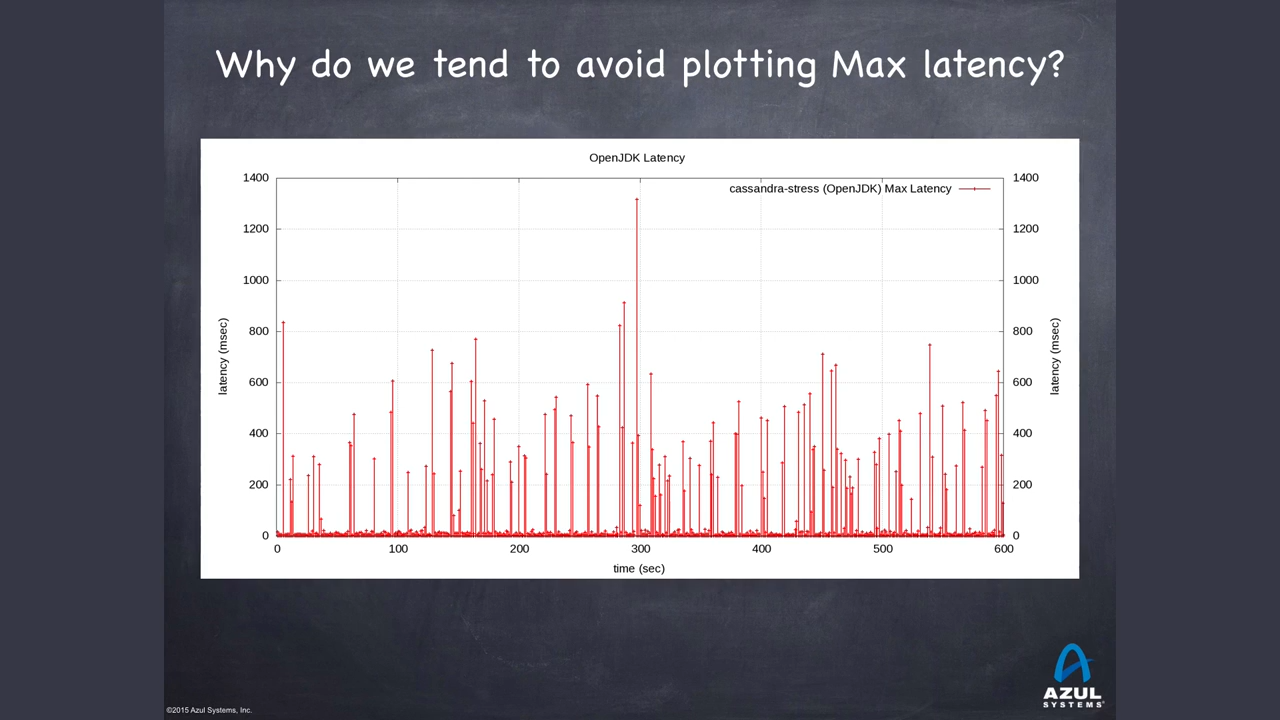 Why do we tend to avoid plotting Max latency?
OpenJDK Latency
cassandra-stress (OpenJDK) Max Latency
1400
1200
1000
800
600
400
200
0
latency (msec)
1400
1200
1000
800
600
400
200
0
latency (msec)
0 100 200 300 400 500 600
time (sec)
AZUL
SYSTEMS®
©2015 Azul Systems, Inc.